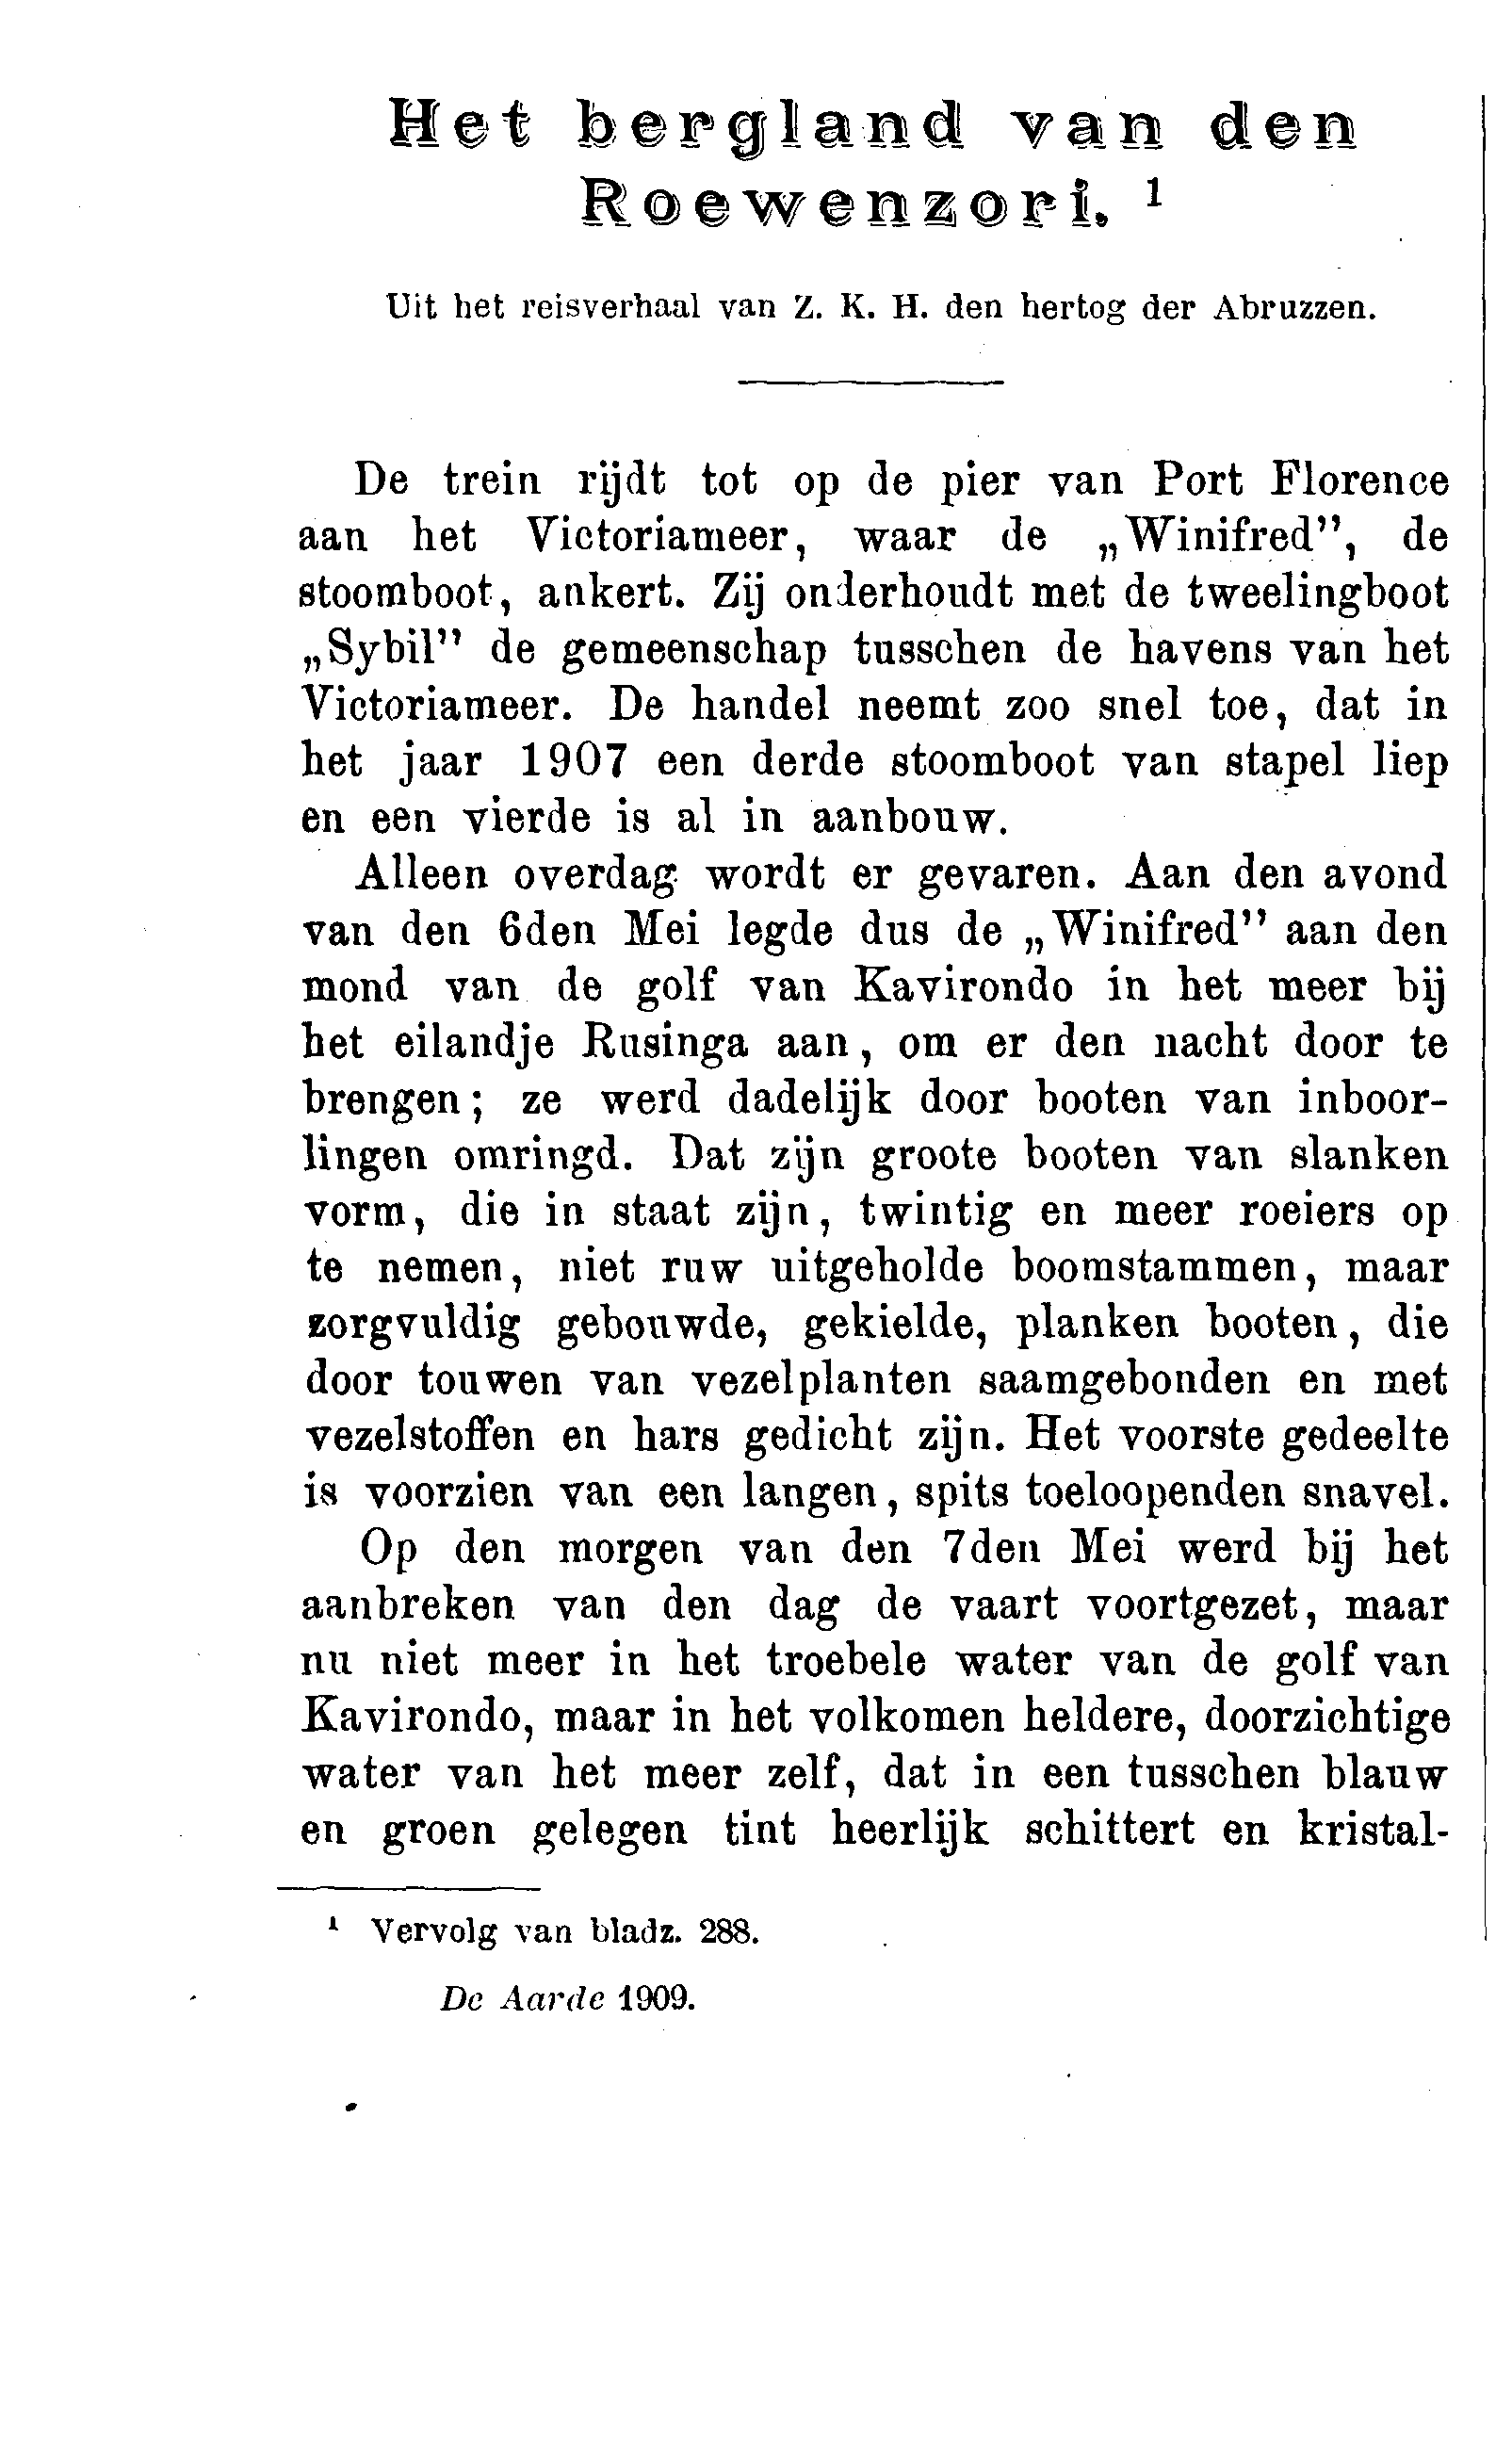 Het bergland van den
Roewenzori. 1
Uit het reisverhaal van Z. K. H. den hertog der Abruzzen.
De trein rijdt tot op de pier van Port Florence
aan het Victoriameer, waar de „Winifred”, de
stoomboot, ankert. Zij onderhoudt met de tweelingboot
„Sybil” de gemeenschap tusschen de havens van het
Victoriameer. De handel neemt zoo snel toe, dat in
het jaar 1907 een derde stoomboot van stapel liep
en een vierde is al in aanbouw.
Alleen overdag wordt er gevaren. Aan den avond
van den 6den Mei legde dus de „Winifred” aan den
mond van de golf van Kavirondo in het meer bij
het eilandje Rusinga aan, om er den nacht door te
brengen; ze werd dadelijk door booten van inboor-
lingen omringd. Dat zijn groote booten van slanken
vorm, die in staat zijn, twintig en meer roeiers op
te nemen, niet ruw uitgeholde boomstammen, maar
zorgvuldig gebouwde, gekielde, planken booten, die
door touwen van vezelplanten saamgebonden en met
vezelstoffen en hars gedicht zijn. Het voorste gedeelte
is voorzien van een langen, spits toeloopenden snavel.
Op den morgen van den 7den Mei werd bij het
aanbreken van den dag de vaart voortgezet, maar
nu niet meer in het troebele water van de golf van
Kavirondo, maar in het volkomen heldere, doorzichtige
water van het meer zelf, dat in een tusschen blauw
en groen gelegen tint heerlijk schittert en kristal-
1 Vervolg van bladz. 288.
De Aarde 1909.